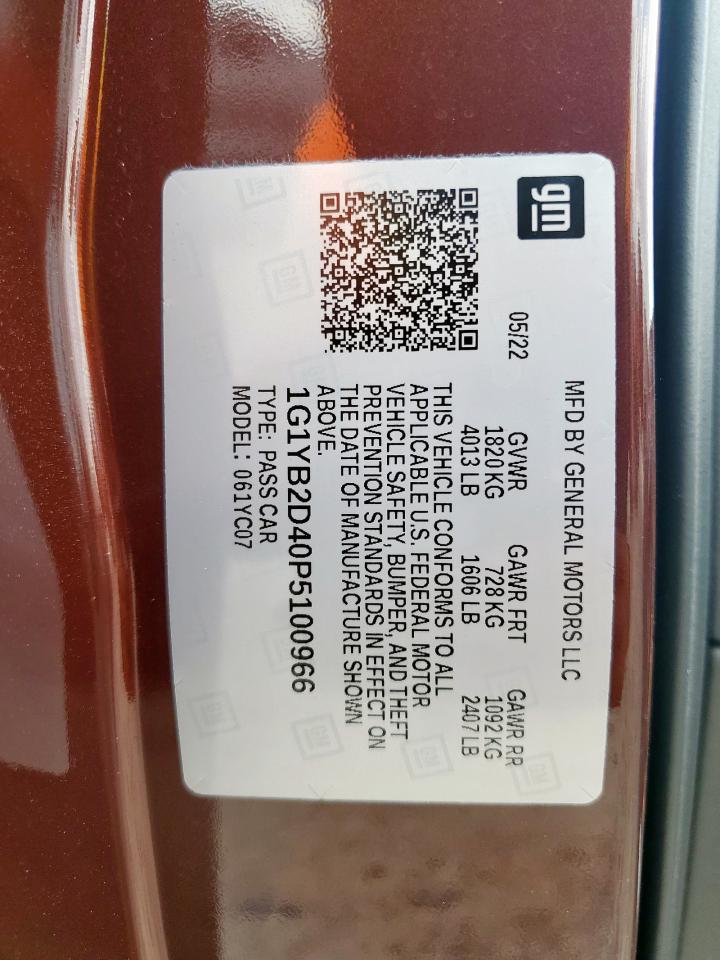 gm
MFD BY GENERAL MOTORS LLC
05/22 GVWR GAWR FRT GAWR RR
1820 KG 728 KG 1092 KG
4013 LB 1606 LB 2407 LB
THIS VEHICLE CONFORMS TO ALL
APPLICABLE U.S. FEDERAL MOTOR
VEHICLE SAFETY, BUMPER, AND THEFT
PREVENTION STANDARDS IN EFFECT ON
THE DATE OF MANUFACTURE SHOWN
ABOVE.
1G1YB2D40P5100966
TYPE: PASS CAR
MODEL: 061YC07